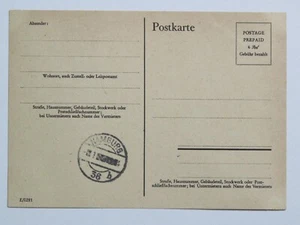 Absender:
Postkarte
POSTAGE
PREPAID
6 Rpf
Gebühr bezahlt
Wohnort, auch Zustell- oder Leitpostamt
Straße, Hausnummer, Gebäudeteil, Stockwerk oder
Postschließfachnummer;
bei Untermietern auch Name des Vermieters
HAMBURG
36 h
Straße, Hausnummer, Gebäudeteil, Stockwerk oder Post-
schließfachnummer; bei Untermietern auch Name des Vermieters